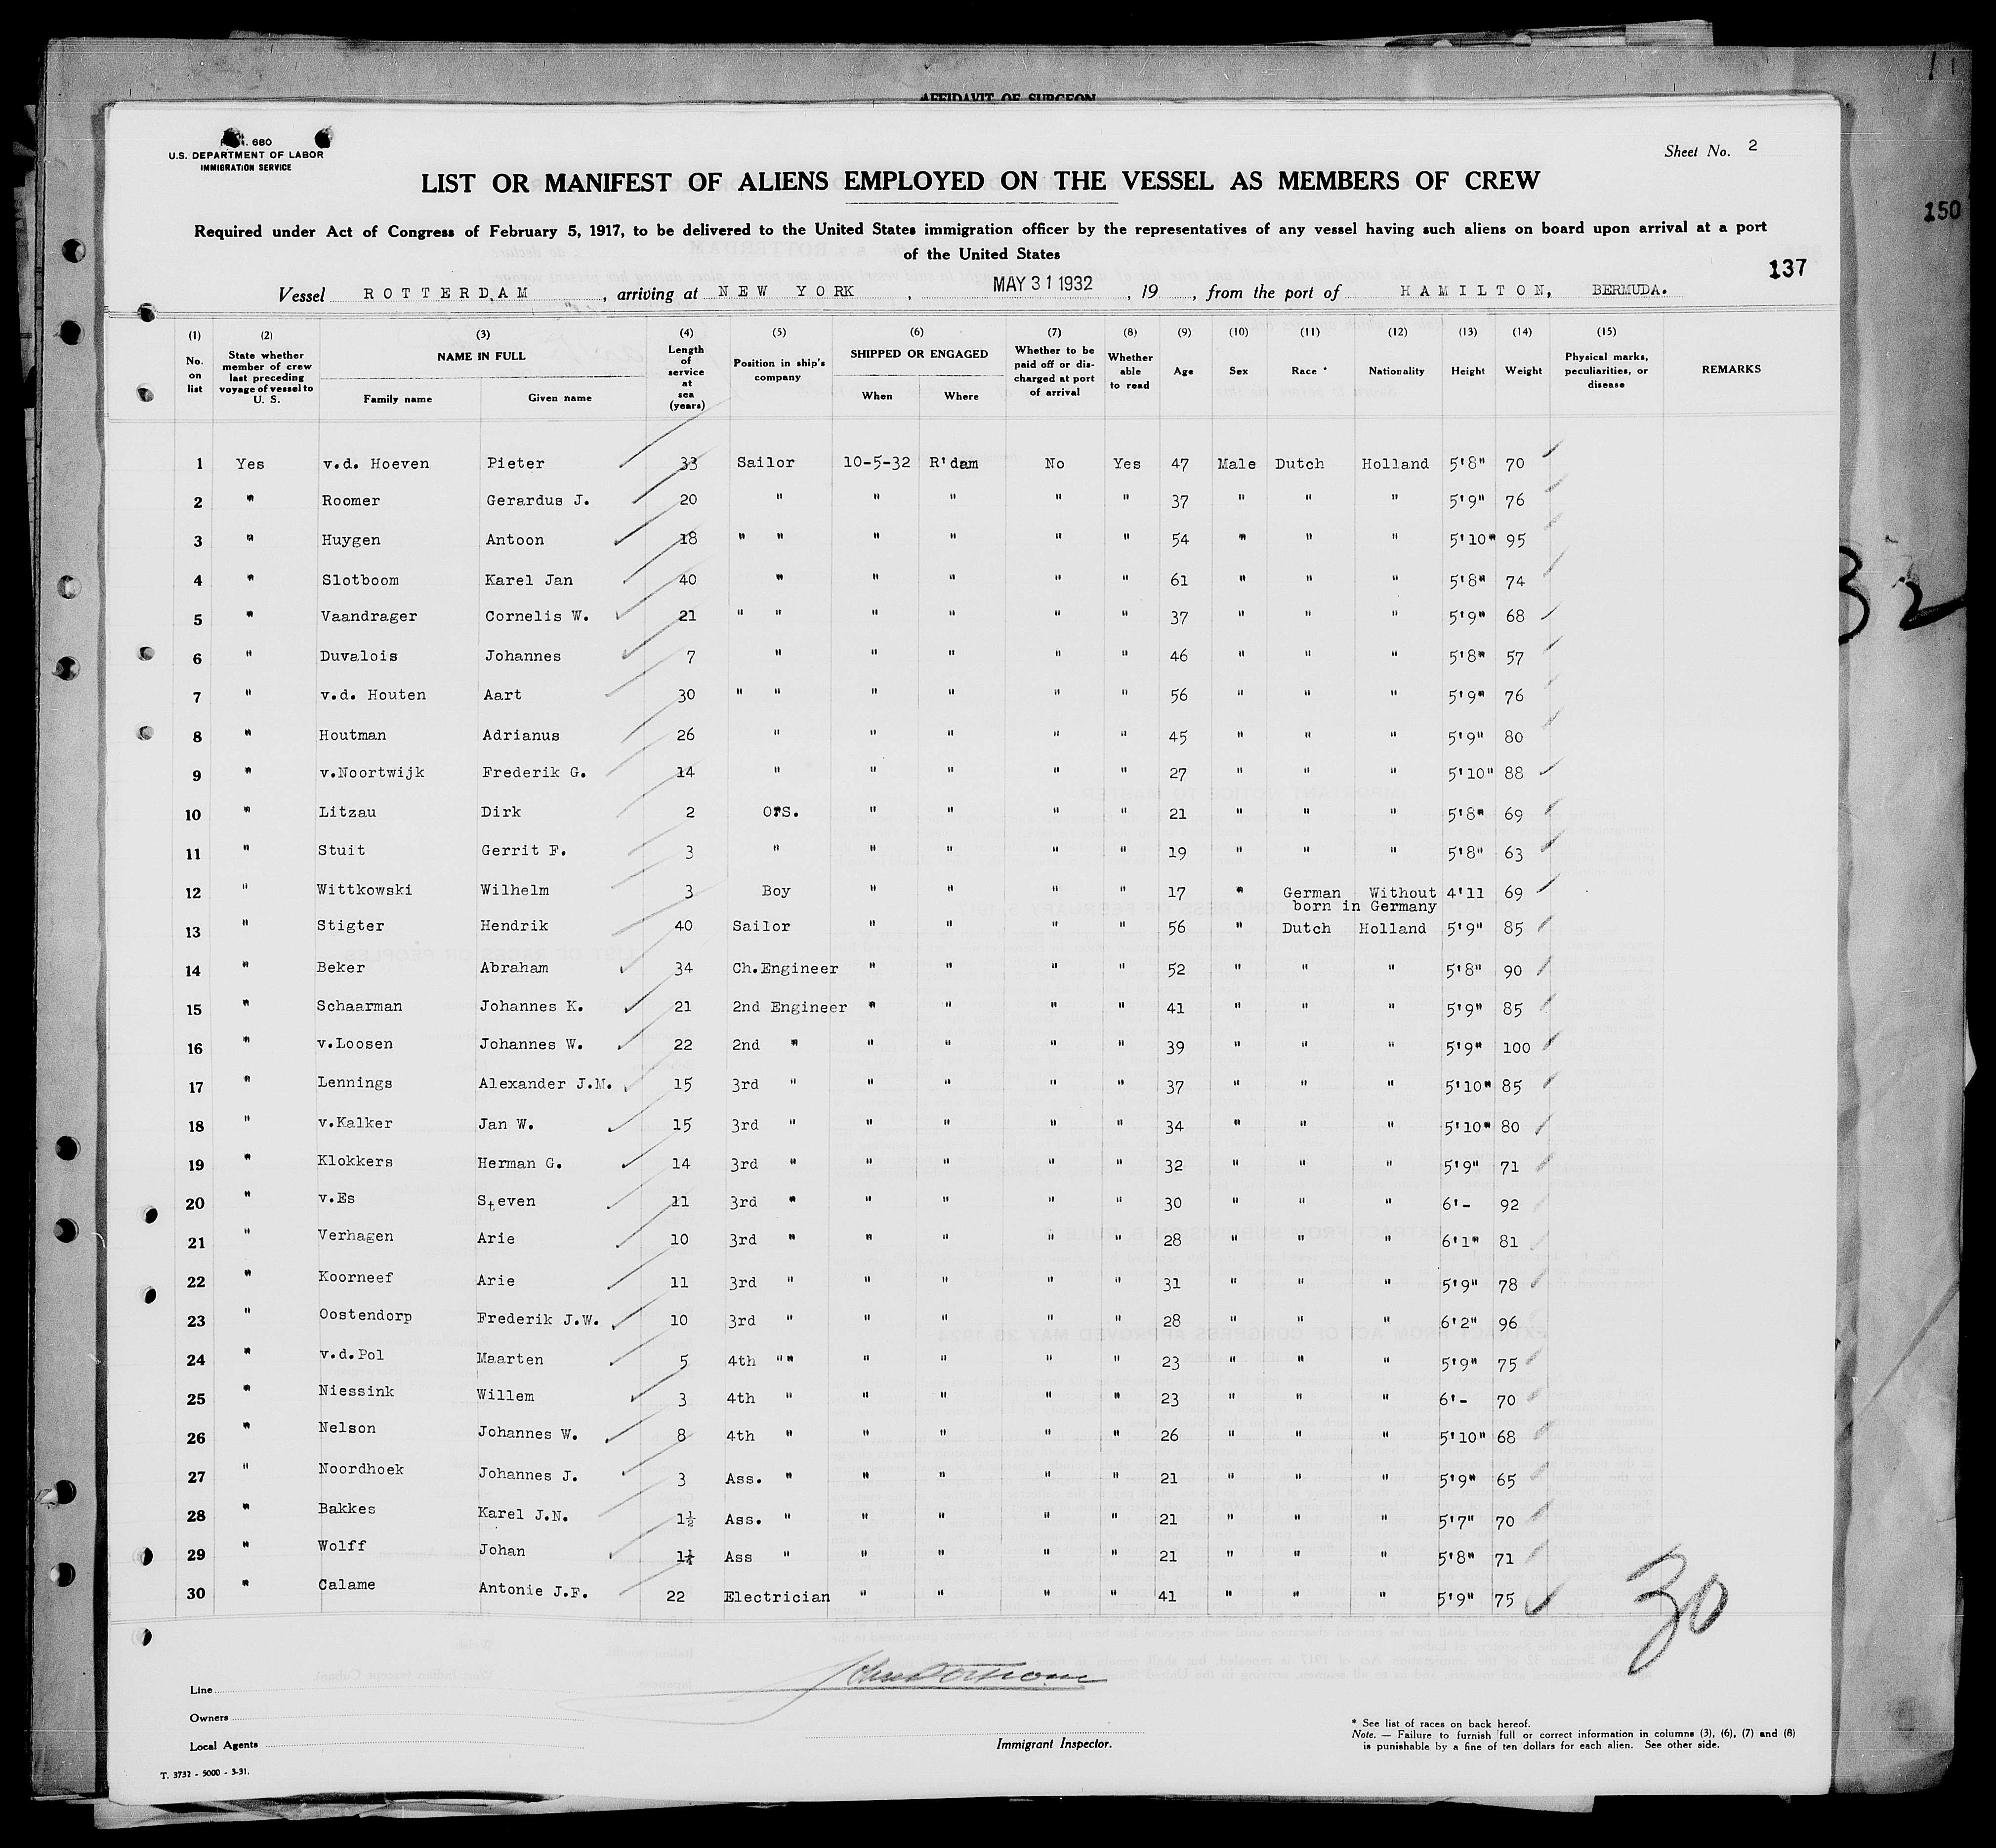 AFFIDAVIT OF SURGEON
680
U.S. DEPARTMENT OF LABOR
IMMIGRATION SERVICE
Sheet No. 2
LIST OR MANIFEST OF ALIENS EMPLOYED ON THE VESSEL AS MEMBERS OF CREW
150
Required under Act of Congress of February 5, 1917, to be delivered to the United States immigration officer by the representatives of any vessel having such aliens on board upon arrival at a port
of the United States
137
Vessel ROTTERDAM, arriving at NEW YORK, MAY 31 1932, 19, from the port of HAMILTON, BERMUDA.
(1) (2) (3) (4) (5) (6) (7) (8) (9) (10) (11) (12) (13) (14) (15)
No. on list State whether member of crew last preceding voyage of vessel to U. S. NAME IN FULL Family name Given name Length of service at sea (years) Position in ship's company SHIPPED OR ENGAGED When Where Whether to be paid off or discharged at port of arrival Whether able to read Age Sex Race * Nationality Height Weight Physical marks, peculiarities, or disease REMARKS
1 Yes v.d. Hoeven Pieter 33 Sailor 10-5-32 R'dam No Yes 47 Male Dutch Holland 5'8" 70
2 " Roomer Gerardus J. 20 " " " " " 37 " " " 5'9" 76
3 " Huygen Antoon 18 " " " " " " 54 " " " 5'10" 95
4 " Slotboom Karel Jan 40 " " " " " 61 " " " 5'8" 74
5 " Vaandrager Cornelis W. 21 " " " " " " 37 " " " 5'9" 68
6 " Duvalois Johannes 7 " " " " " 46 " " " 5'8" 57
7 " v.d. Houten Aart 30 " " " " " " 56 " " " 5'9" 76
8 " Houtman Adrianus 26 " " " " " 45 " " " 5'9" 80
9 " v.Noortwijk Frederik G. 14 " " " " " 27 " " " 5'10" 88
10 " Litzau Dirk 2 O.S. " " " " 21 " " " 5'8" 69
11 " Stuit Gerrit F. 3 " " " " " 19 " " " 5'8" 63
12 " Wittkowski Wilhelm 3 Boy " " " " 17 " German Without 4'11 69
born in Germany
13 " Stigter Hendrik 40 Sailor " " " " 56 " Dutch Holland 5'9" 85
14 " Beker Abraham 34 Ch.Engineer " " " " 52 " " " 5'8" 90
15 " Schaarman Johannes K. 21 2nd Engineer " " " " 41 " " " 5'9" 85
16 " v.Loosen Johannes W. 22 2nd " " " " " 39 " " " 5'9" 100
17 " Lennings Alexander J.M. 15 3rd " " " " " 37 " " " 5'10" 85
18 " v.Kalker Jan W. 15 3rd " " " " " 34 " " " 5'10" 80
19 " Klokkers Herman G. 14 3rd " " " " " 32 " " " 5'9" 71
20 " v.Es Steven 11 3rd " " " " " 30 " " " 6'- 92
21 " Verhagen Arie 10 3rd " " " " " 28 " " " 6'1" 81
22 " Koorneef Arie 11 3rd " " " " " 31 " " " 5'9" 78
23 " Oostendorp Frederik J.W. 10 3rd " " " " " 28 " " " 6'2" 96
24 " v.d.Pol Maarten 5 4th "" " " " " 23 " " " 5'9" 75
25 " Niessink Willem 3 4th " " " " " 23 " " " 6'- 70
26 " Nelson Johannes W. 8 4th " " " " " 26 " " " 5'10" 68
27 " Noordhoek Johannes J. 3 Ass. " " " " " 21 " " " 5'9" 65
28 " Bakkes Karel J.N. 1½ Ass. " " " " " 21 " " " 5'7" 70
29 " Wolff Johan 1¼ Ass " " " " " 21 " " " 5'8" 71
30 " Calame Antonie J.F. 22 Electrician " " " " 41 " " " 5'9" 75
30
Line
Owners
Local Agents
Immigrant Inspector.
* See list of races on back hereof.
Note. — Failure to furnish full or correct information in columns (3), (6), (7) and (8)
is punishable by a fine of ten dollars for each alien. See other side.
T. 3732 - 5000 - 3-31.